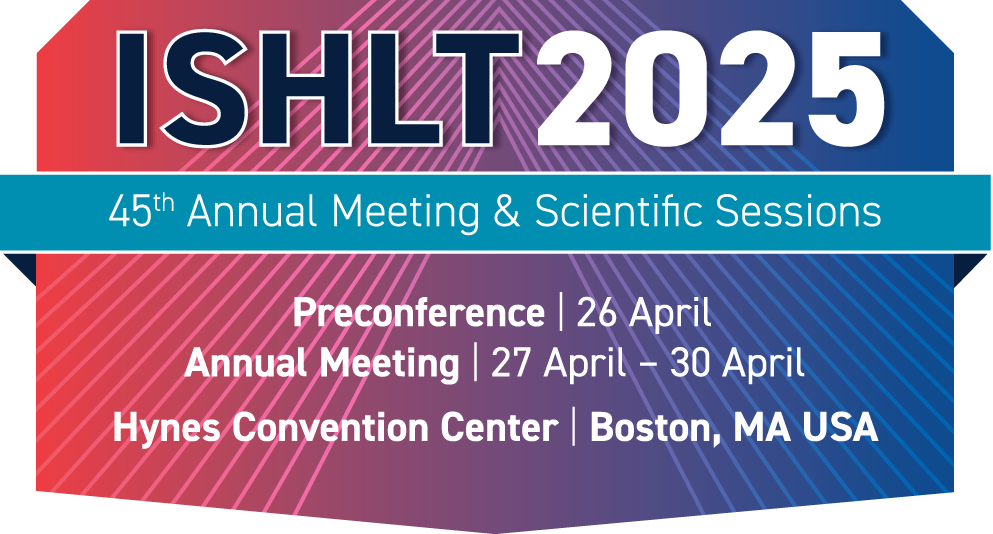 ISHLT2025
45th Annual Meeting & Scientific Sessions
Preconference | 26 April
Annual Meeting | 27 April – 30 April
Hynes Convention Center | Boston, MA USA